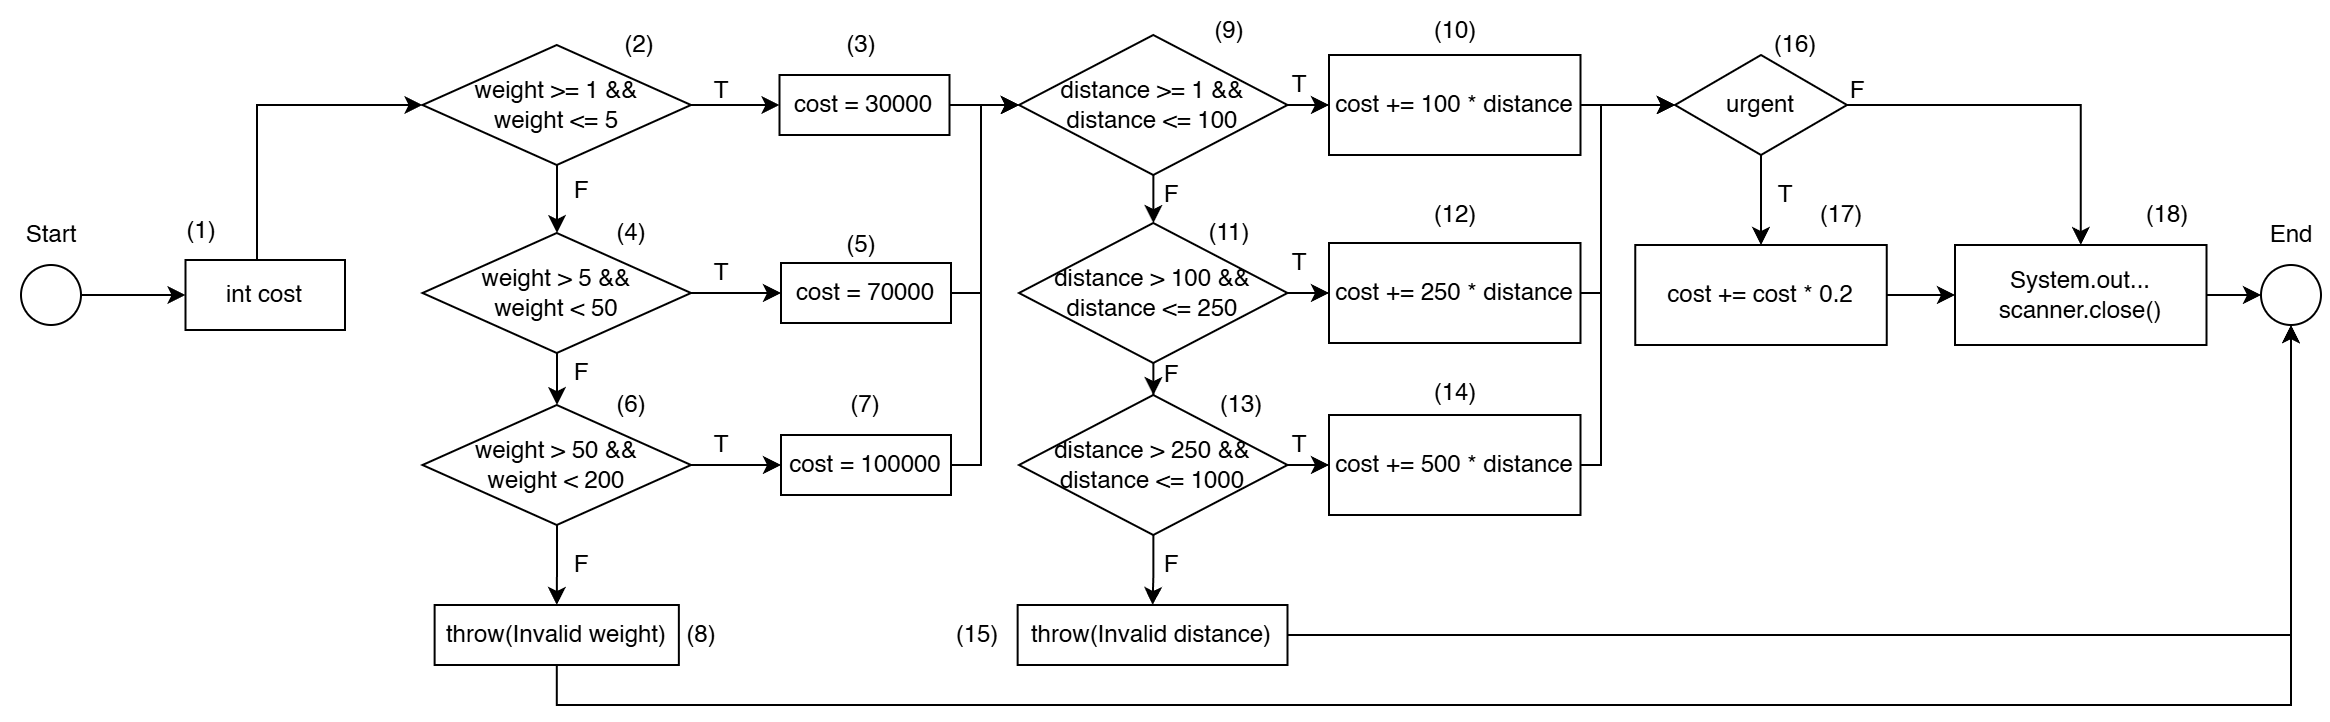 Start
(1)
int cost
(2)
weight >= 1 &&
weight <= 5
T
F
(3)
cost = 30000
(4)
weight > 5 &&
weight < 50
T
F
(5)
cost = 70000
(6)
weight > 50 &&
weight < 200
T
F
(7)
cost = 100000
throw(Invalid weight)
(8)
(9)
distance >= 1 &&
distance <= 100
T
F
(10)
cost += 100 * distance
(11)
distance > 100 &&
distance <= 250
T
F
(12)
cost += 250 * distance
(13)
distance > 250 &&
distance <= 1000
T
F
(14)
cost += 500 * distance
(15)
throw(Invalid distance)
(16)
urgent
F
T
(17)
cost += cost * 0.2
(18)
System.out...
scanner.close()
End